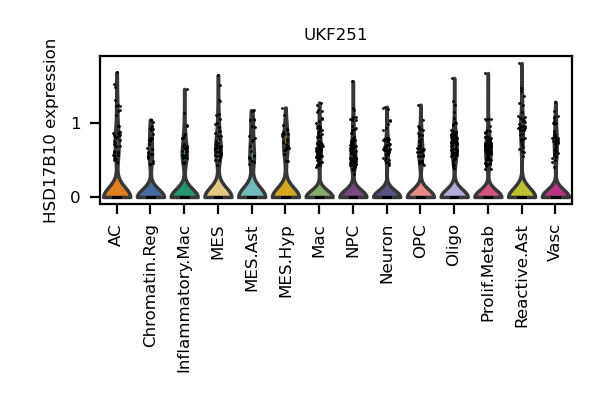 UKF251
HSD17B10 expression
1
0
AC
Chromatin.Reg
Inflammatory.Mac
MES
MES.Ast
MES.Hyp
Mac
NPC
Neuron
OPC
Oligo
Prolif.Metab
Reactive.Ast
Vasc